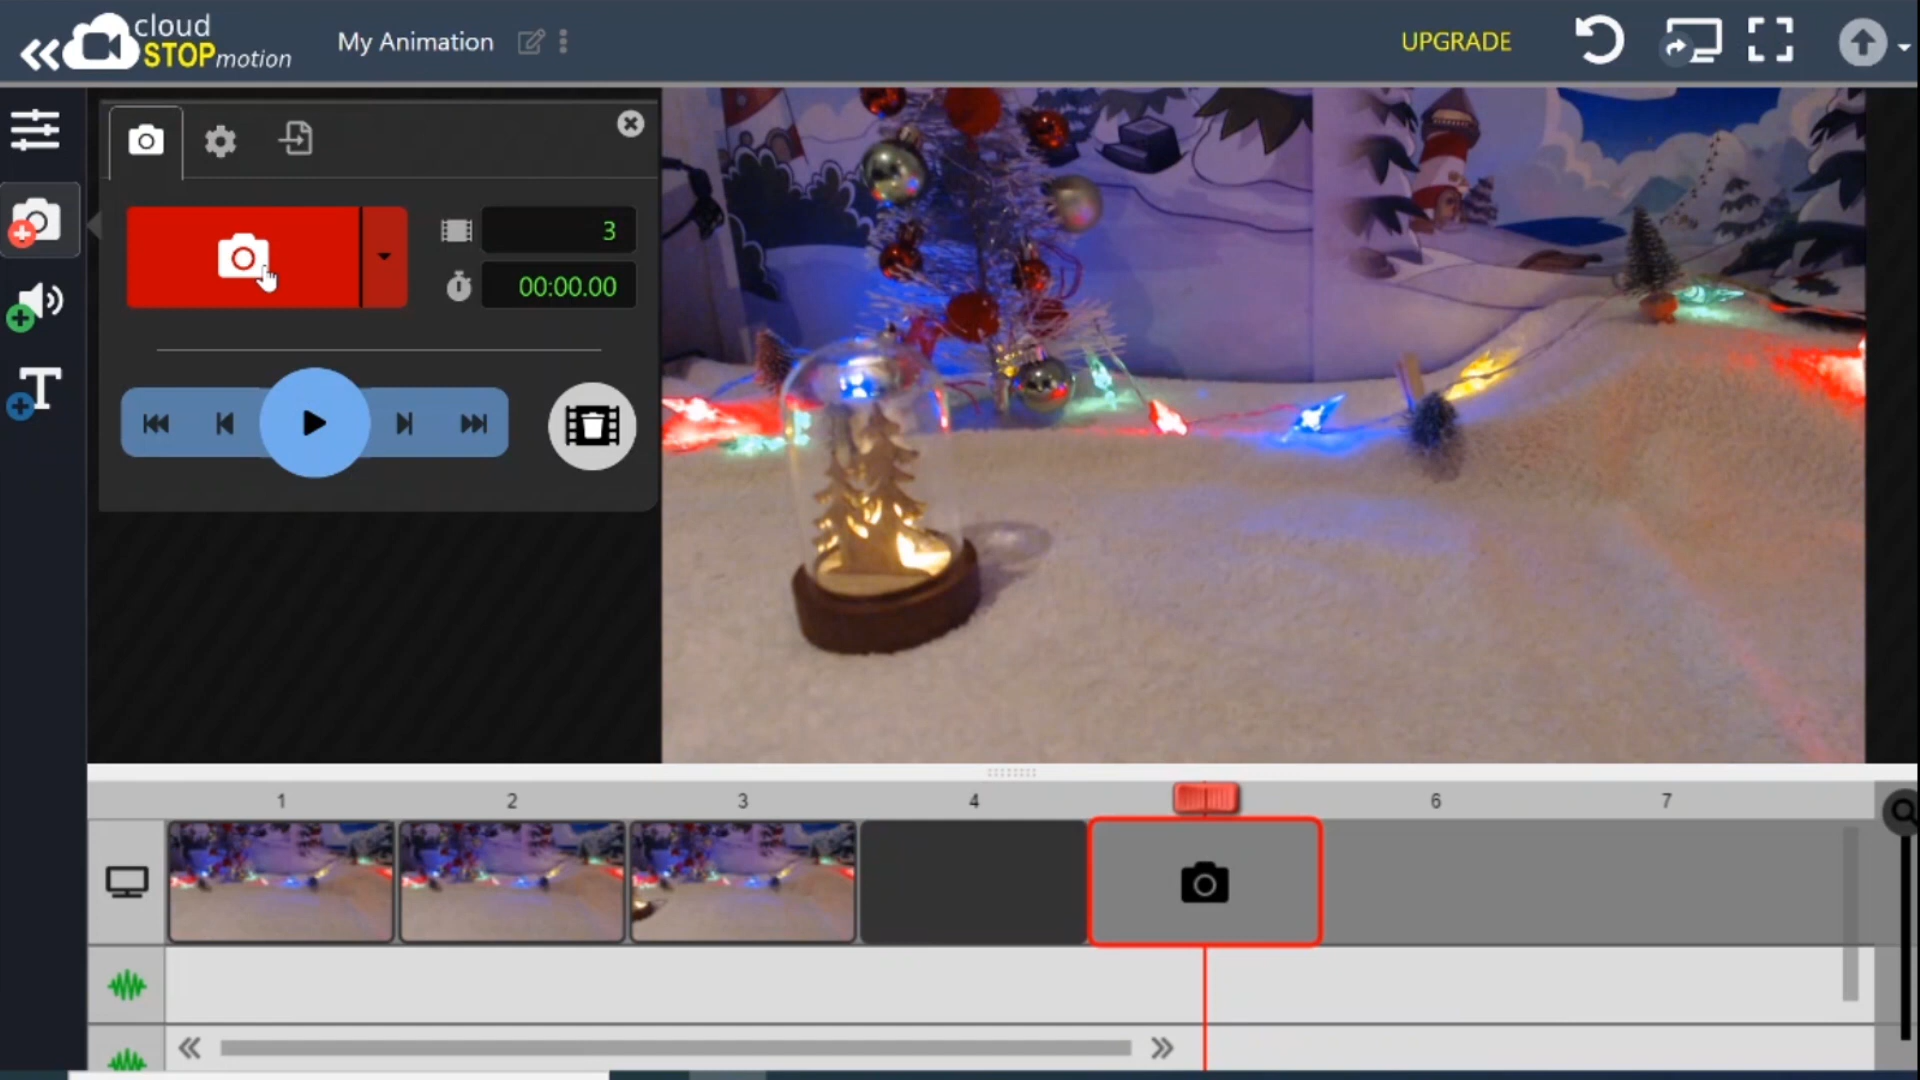 cloud
STOPmotion
My Animation
UPGRADE
3
00:00.00
1 2 3 4 6 7
T